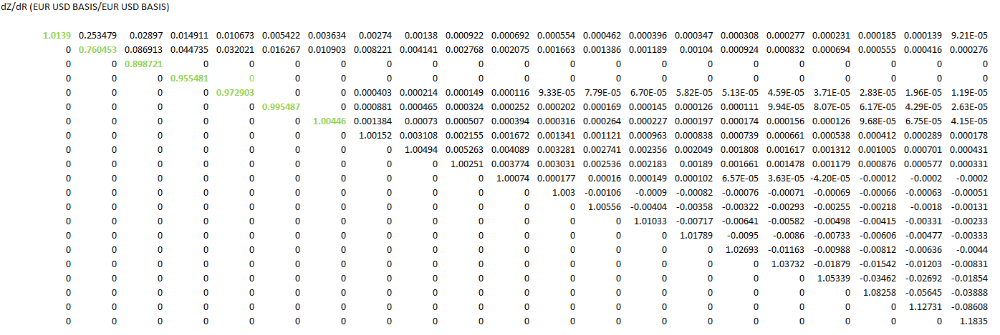 dZ/dR (EUR USD BASIS/EUR USD BASIS)
1.0139 0.253479 0.02897 0.014911 0.010673 0.005422 0.003634 0.00274 0.00138 0.000922 0.000692 0.000554 0.000462 0.000396 0.000347 0.000308 0.000277 0.000231 0.000185 0.000139 9.21E-05
0 0.760453 0.086913 0.044735 0.032021 0.016267 0.010903 0.008221 0.004141 0.002768 0.002075 0.001663 0.001386 0.001189 0.00104 0.000924 0.000832 0.000694 0.000555 0.000416 0.000276
0 0 0.898721 0 0 0 0 0 0 0 0 0 0 0 0 0 0 0 0 0 0
0 0 0 0.955481 0 0 0 0 0 0 0 0 0 0 0 0 0 0 0 0 0
0 0 0 0 0.972903 0 0 0.000403 0.000214 0.000149 0.000116 9.33E-05 7.79E-05 6.70E-05 5.82E-05 5.13E-05 4.59E-05 3.71E-05 2.83E-05 1.96E-05 1.19E-05
0 0 0 0 0 0.995487 0 0.000881 0.000465 0.000324 0.000252 0.000202 0.000169 0.000145 0.000126 0.000111 9.94E-05 8.07E-05 6.17E-05 4.29E-05 2.63E-05
0 0 0 0 0 0 1.00446 0.001384 0.00073 0.000507 0.000394 0.000316 0.000264 0.000227 0.000197 0.000174 0.000156 0.000126 9.68E-05 6.75E-05 4.15E-05
0 0 0 0 0 0 0 1.00152 0.003108 0.002155 0.001672 0.001341 0.001121 0.000963 0.000838 0.000739 0.000661 0.000538 0.000412 0.000289 0.000178
0 0 0 0 0 0 0 0 1.00494 0.005263 0.004089 0.003281 0.002741 0.002356 0.002049 0.001808 0.001617 0.001312 0.001005 0.000701 0.000431
0 0 0 0 0 0 0 0 0 1.00251 0.003774 0.003031 0.002536 0.002183 0.00189 0.001661 0.001478 0.001179 0.000876 0.000577 0.000331
0 0 0 0 0 0 0 0 0 0 1.00074 0.000177 0.00016 0.000149 0.000102 6.57E-05 3.63E-05 -4.20E-05 -0.00012 -0.0002 -0.0002
0 0 0 0 0 0 0 0 0 0 0 1.003 -0.00106 -0.0009 -0.00082 -0.00076 -0.00071 -0.00069 -0.00066 -0.00063 -0.00051
0 0 0 0 0 0 0 0 0 0 0 0 1.00556 -0.00404 -0.00358 -0.00322 -0.00293 -0.00255 -0.00218 -0.0018 -0.00131
0 0 0 0 0 0 0 0 0 0 0 0 0 1.01033 -0.00717 -0.00641 -0.00582 -0.00498 -0.00415 -0.00331 -0.00233
0 0 0 0 0 0 0 0 0 0 0 0 0 0 1.01789 -0.0095 -0.0086 -0.00733 -0.00606 -0.00477 -0.00333
0 0 0 0 0 0 0 0 0 0 0 0 0 0 0 1.02693 -0.01163 -0.00988 -0.00812 -0.00636 -0.0044
0 0 0 0 0 0 0 0 0 0 0 0 0 0 0 0 1.03732 -0.01879 -0.01542 -0.01203 -0.00831
0 0 0 0 0 0 0 0 0 0 0 0 0 0 0 0 0 1.05339 -0.03462 -0.02692 -0.01854
0 0 0 0 0 0 0 0 0 0 0 0 0 0 0 0 0 0 1.08258 -0.05645 -0.03888
0 0 0 0 0 0 0 0 0 0 0 0 0 0 0 0 0 0 0 1.12731 -0.08608
0 0 0 0 0 0 0 0 0 0 0 0 0 0 0 0 0 0 0 0 1.1835